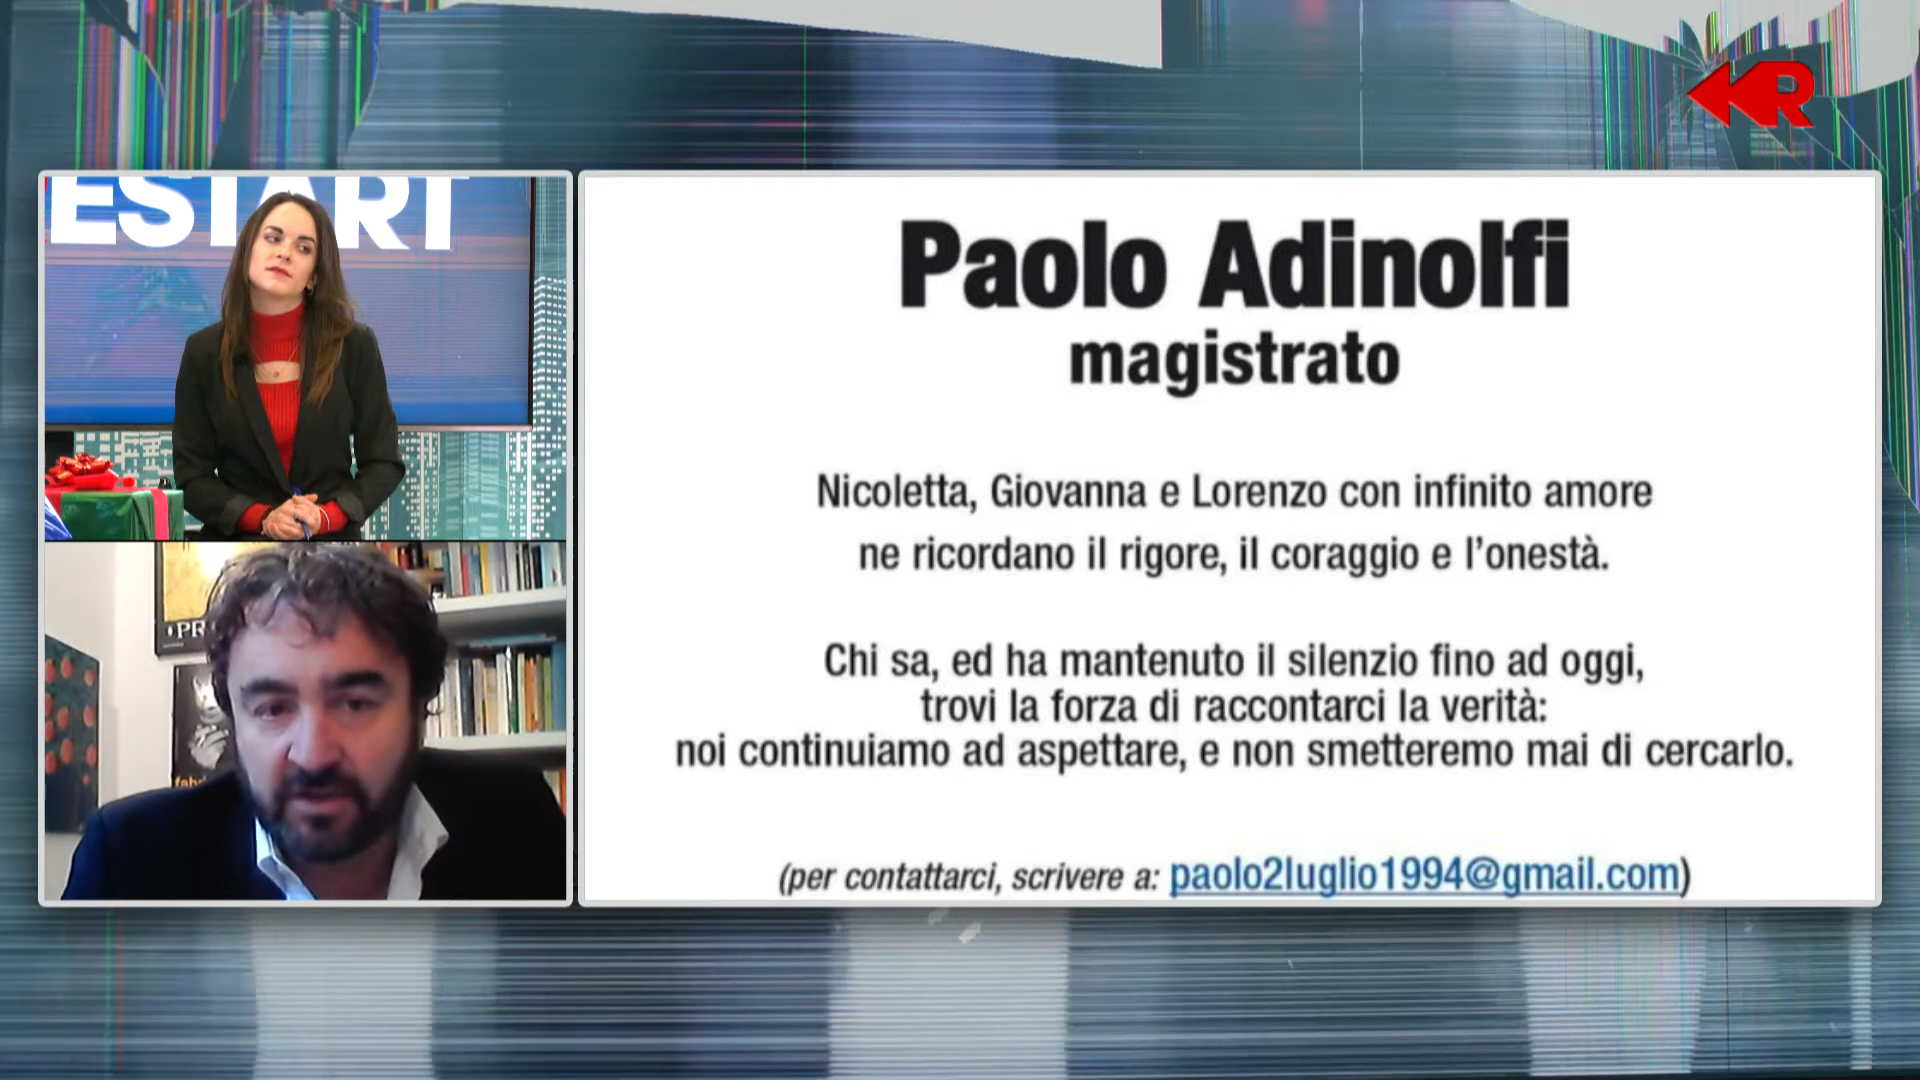 ESTART
PR
fab
R
Paolo Adinolfi
magistrato
Nicoletta, Giovanna e Lorenzo con infinito amore
ne ricordano il rigore, il coraggio e l'onestà.
Chi sa, ed ha mantenuto il silenzio fino ad oggi,
trovi la forza di raccontarci la verità:
noi continuiamo ad aspettare, e non smetteremo mai di cercarlo.
(per contattarci, scrivere a: paolo2luglio1994@gmail.com)